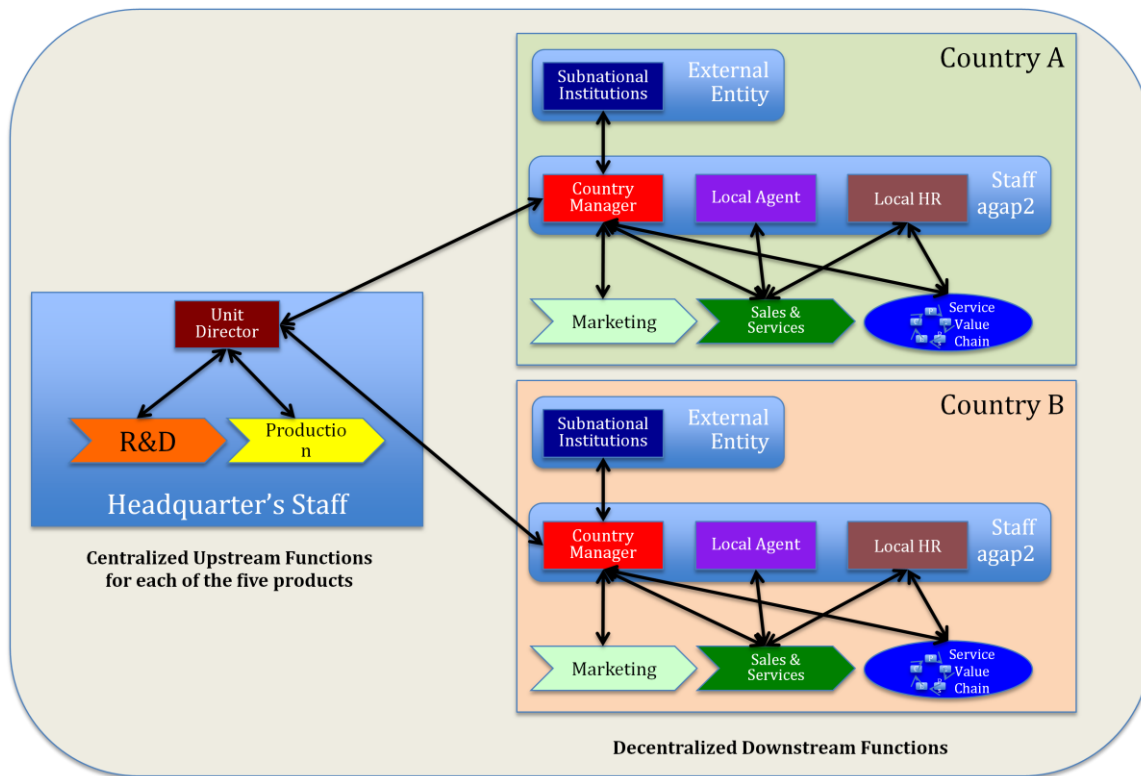 Country A
External
Entity
Subnational
Institutions
Staff
agap2
Country
Manager
Local Agent
Local HR
Marketing
Sales &
Services
Service
Value
Chain
Unit
Director
R&D
Productio
n
Headquarter's Staff
Centralized Upstream Functions
for each of the five products
Country B
External
Entity
Subnational
Institutions
Staff
agap2
Country
Manager
Local Agent
Local HR
Marketing
Sales &
Services
Service
Value
Chain
Decentralized Downstream Functions